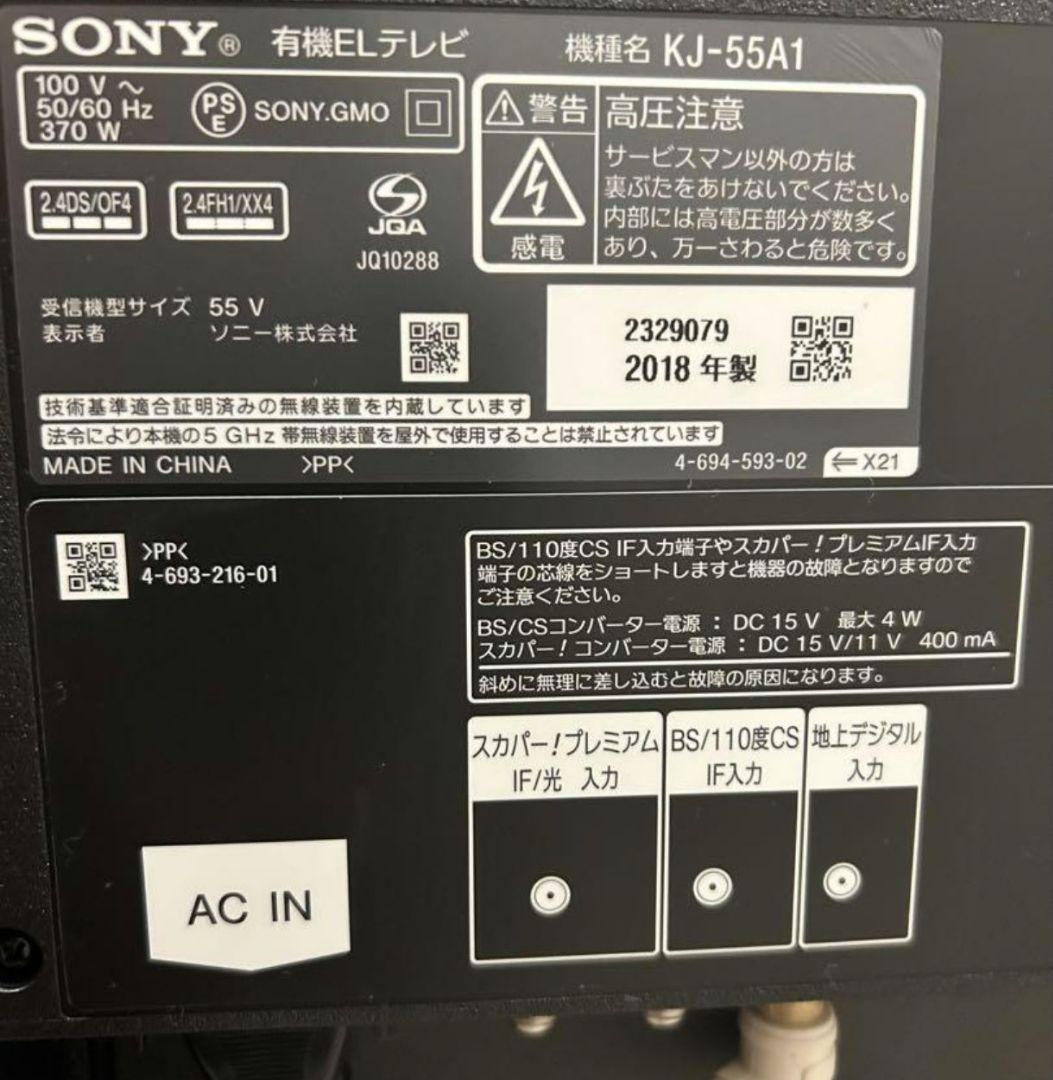 SONY® 有機ELテレビ 機種名 KJ-55A1
100 V ～
50/60 Hz
370 W
PS
E
SONY.GMO
2.4DS/OF4
2.4FH1/XX4
JQA
JQ10288
警告
感電
高圧注意
サービスマン以外の方は
裏ぶたをあけないでください。
内部には高電圧部分が数多く
あり、万一さわると危険です。
受信機型サイズ 55 V
表示者 ソニー株式会社
2329079
2018 年製
技術基準適合証明済みの無線装置を内蔵しています
法令により本機の5 GHz 帯無線装置を屋外で使用することは禁止されています
MADE IN CHINA >PP< 4-694-593-02 ⇐X21
>PP<
4-693-216-01
BS/110度CS IF入力端子やスカパー！プレミアムIF入力
端子の芯線をショートしますと機器の故障となりますので
ご注意ください。
BS/CSコンバーター電源 : DC 15 V 最大 4 W
スカパー！コンバーター電源 : DC 15 V/11 V 400 mA
斜めに無理に差し込むと故障の原因になります。
スカパー！プレミアム
IF/光 入力
BS/110度CS
IF入力
地上デジタル
入力
AC IN